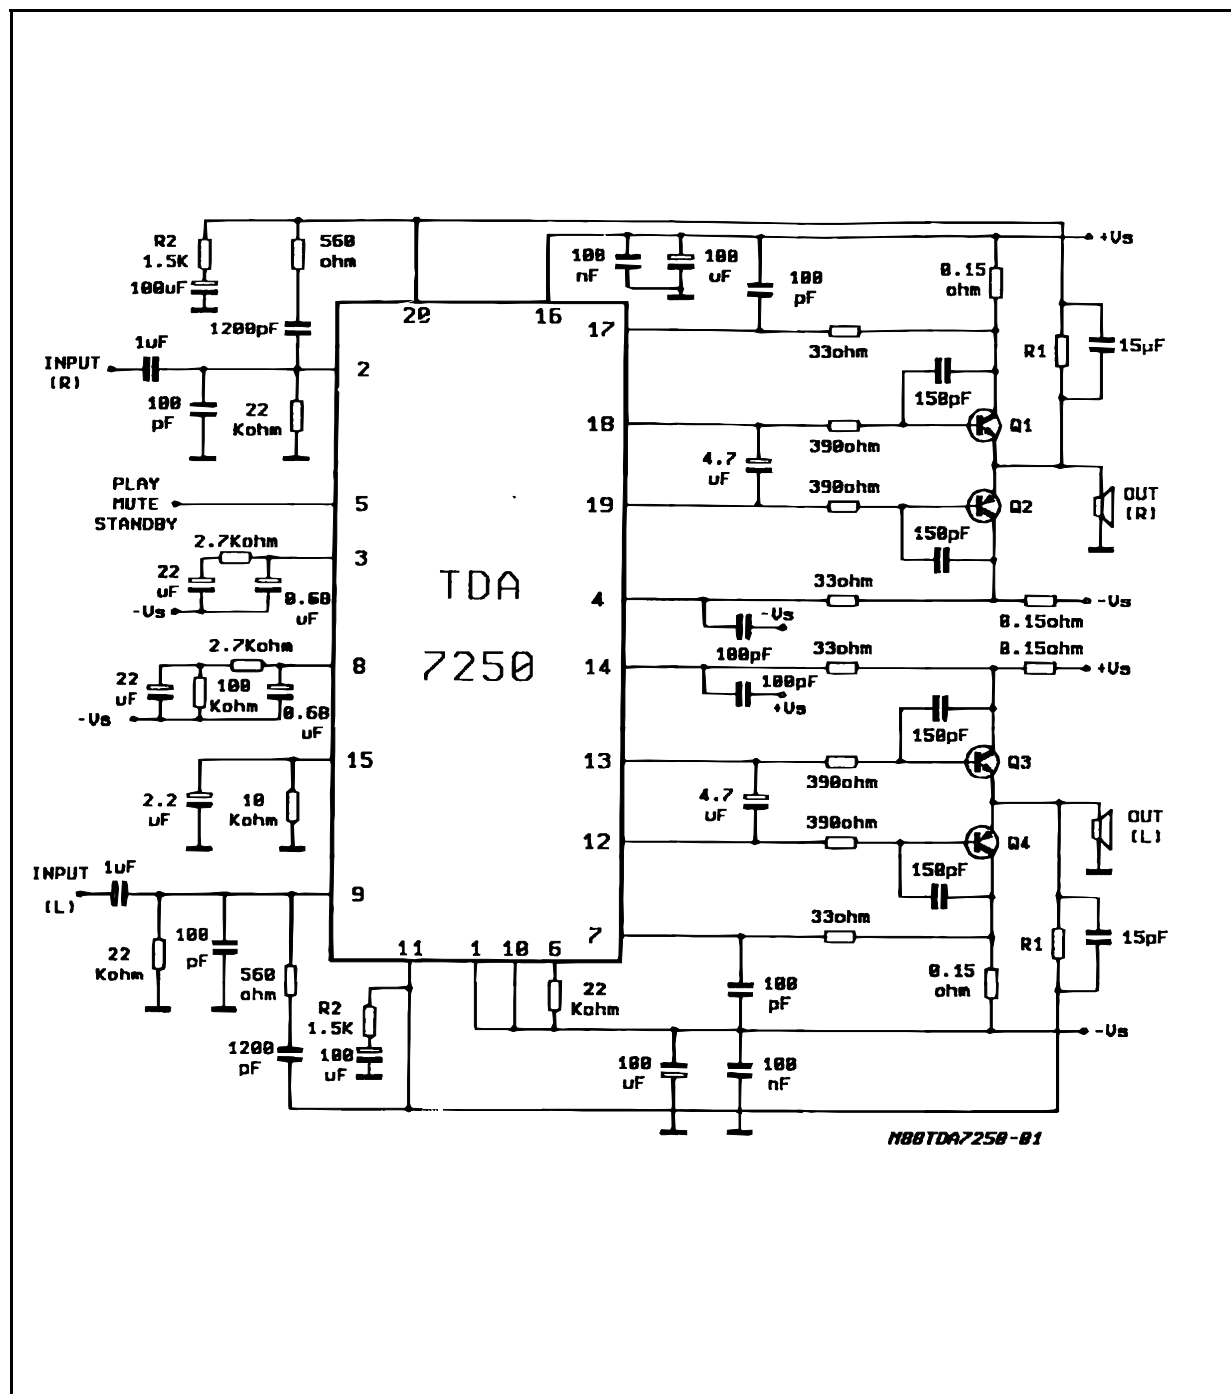 R2
1.5K
100uF
560
ohm
1200pF
1uF
INPUT
(R)
100
pF
22
Kohm
PLAY
MUTE
STANDBY
2.7Kohm
22
uF
-Vs
0.68
uF
2.7Kohm
22
uF
100
Kohm
-Vs
0.68
uF
2.2
uF
10
Kohm
INPUT
(L)
1uF
22
Kohm
100
pF
560
ohm
1200
pF
R2
1.5K
100
uF
20
16
2
5
3
8
15
9
11
1
10
6
17
18
19
4
14
13
12
7
TDA
7250
22
Kohm
100
nF
100
uF
100
pF
+Vs
0.15
ohm
33ohm
R1
15µF
150pF
390ohm
Q1
4.7
uF
390ohm
Q2
OUT
(R)
150pF
33ohm
-Vs
0.15ohm
-Vs
100pF
33ohm
0.15ohm
+Vs
100pF
+Vs
150pF
390ohm
Q3
4.7
uF
390ohm
Q4
OUT
(L)
150pF
33ohm
R1
15pF
0.15
ohm
100
pF
-Vs
100
uF
100
nF
M88TDA7250-01